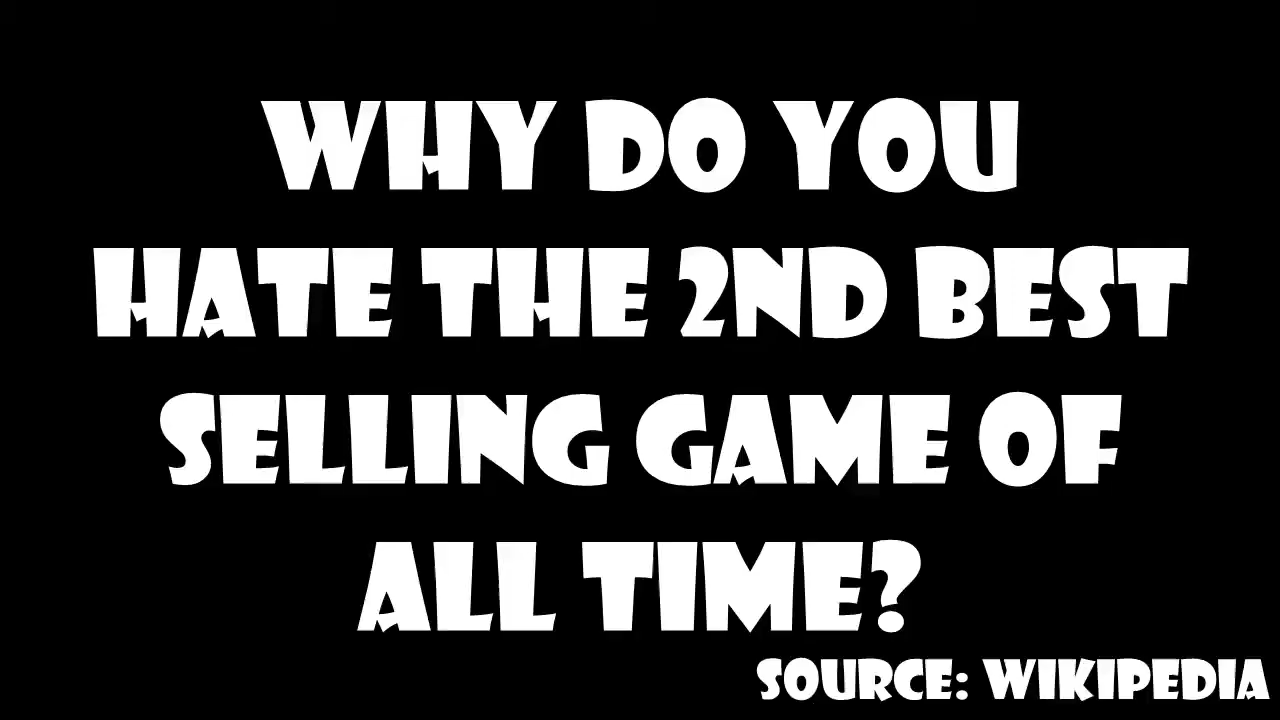 WHY DO YOU
HATE THE 2ND BEST
SELLING GAME OF
ALL TIME?
SOURCE: WIKIPEDIA